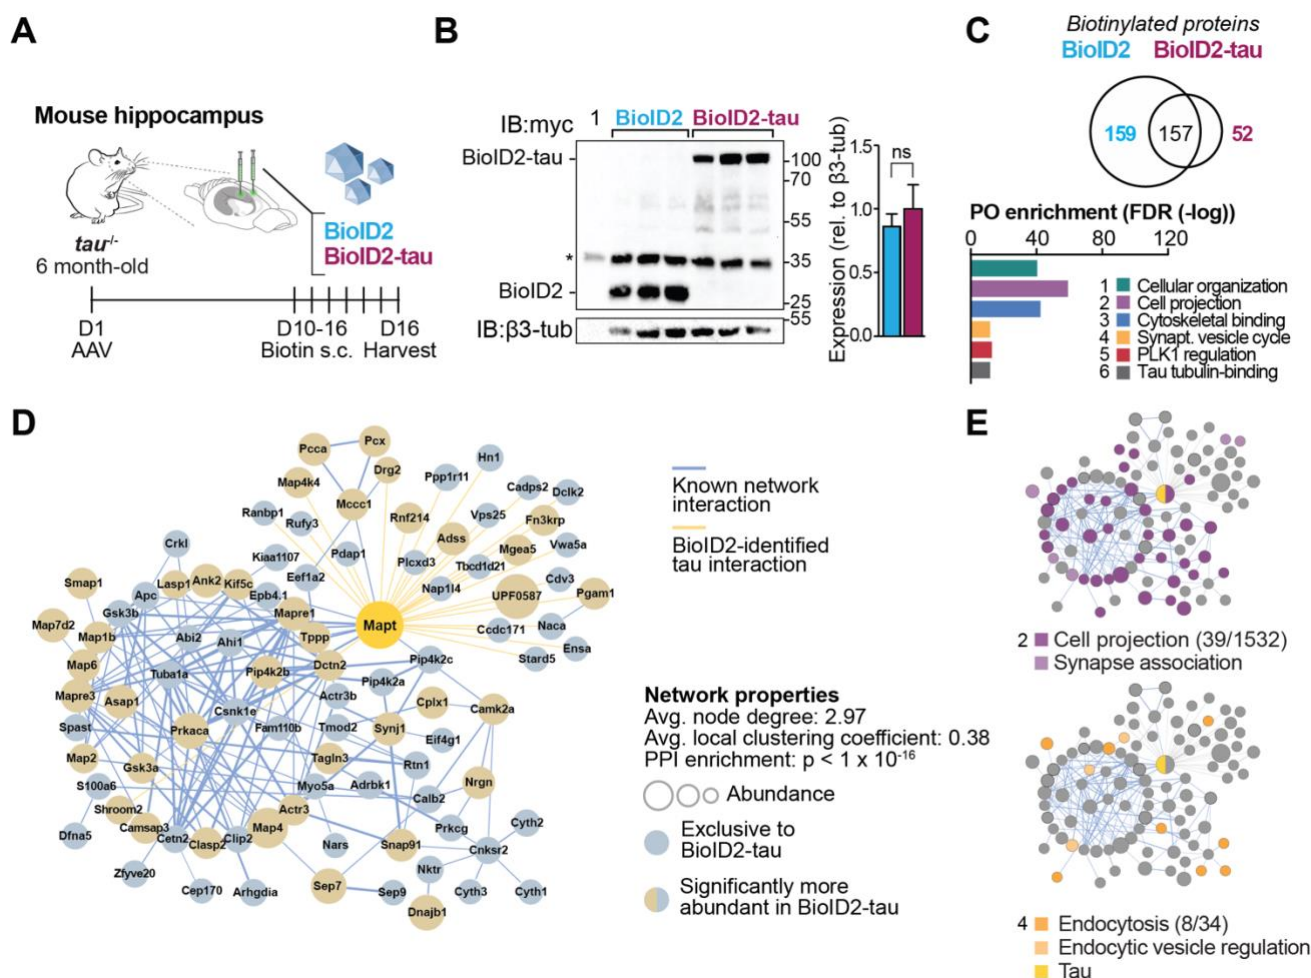 A
Mouse hippocampus
tau-/-
6 month-old
BioID2
BioID2-tau
D1
AAV
D10-16
Biotin s.c.
D16
Harvest
B
IB:myc
1
BioID2
BioID2-tau
BioID2-tau
*
BioID2
IB:β3-tub
100
70
55
35
25
55
Expression (rel. to β3-tub)
1.5
1.0
0.5
0.0
ns
C
Biotinylated proteins
BioID2
BioID2-tau
159
157
52
PO enrichment (FDR (-log))
0
40
80
120
1 Cellular organization
2 Cell projection
3 Cytoskeletal binding
4 Synapt. vesicle cycle
5 PLK1 regulation
6 Tau tubulin-binding
D
Pcca
Pcx
Drg2
Hn1
Map4k4
Mccc1
Ppp1r11
Cadps2
Dclk2
Ranbp1
Rufy3
Rnf214
Vps25
Fn3krp
Crkl
Kiaa1107
Pdap1
Adss
Mgea5
Vwa5a
Plcxd3
Tbcd1d21
Smap1
Apc
Lasp1
Ank2
Kif5c
Eef1a2
Nap1l4
Cdv3
Gsk3b
Epb4.1
UPF0587
Pgam1
Mapre1
Mapt
Map7d2
Map1b
Abi2
Ahi1
Tppp
Ccdc171
Naca
Map6
Tuba1a
Pip4k2b
Dctn2
Pip4k2c
Stard5
Ensa
Mapre3
Asap1
Csnk1e
Actr3b
Pip4k2a
Cplx1
Camk2a
Spast
Prkaca
Fam110b
Tmod2
Synj1
Map2
Gsk3a
Tagln3
Eif4g1
Rtn1
S100a6
Myo5a
Adrbk1
Nrgn
Shroom2
Actr3
Calb2
Dfna5
Camsap3
Cetn2
Clasp2
Clip2
Map4
Prkcg
Cyth2
Nars
Snap91
Cnksr2
Zfyve20
Cep170
Arhgdia
Sep7
Sep9
Nktr
Cyth3
Cyth1
Dnajb1
Known network
interaction
BioID2-identified
tau interaction
Network properties
Avg. node degree: 2.97
Avg. local clustering coefficient: 0.38
PPI enrichment: p < 1 x 10-16
Abundance
Exclusive to
BioID2-tau
Significantly more
abundant in BioID2-tau
E
2 Cell projection (39/1532)
Synapse association
4 Endocytosis (8/34)
Endocytic vesicle regulation
Tau